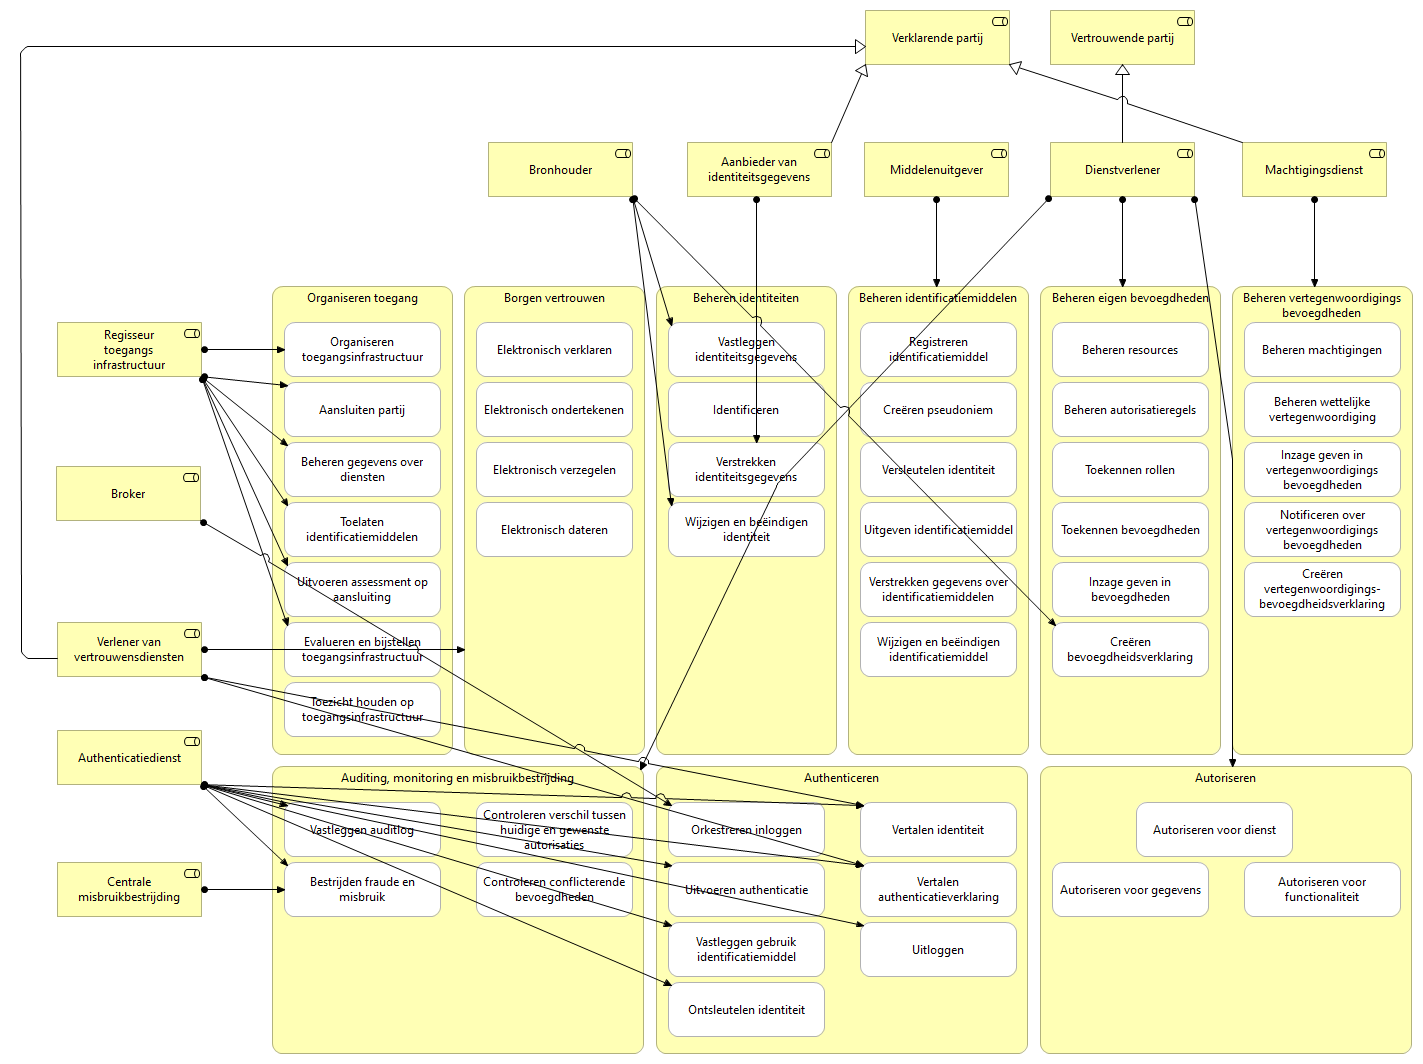 Verklarende partij
Vertrouwende partij
Bronhouder
Aanbieder van
identiteitsgegevens
Middelenuitgever
Dienstverlener
Machtigingsdienst
Regisseur
toegangs
infrastructuur
Broker
Verlener van
vertrouwensdiensten
Authenticatiedienst
Centrale
misbruikbestrijding
Organiseren toegang
Organiseren
toegangsinfrastructuur
Aansluiten partij
Beheren gegevens over
diensten
Toelaten
identificatiemiddelen
Uitvoeren assessment op
aansluiting
Evalueren en bijstellen
toegangsinfrastructuur
Toezicht houden op
toegangsinfrastructuur
Borgen vertrouwen
Elektronisch verklaren
Elektronisch ondertekenen
Elektronisch verzegelen
Elektronisch dateren
Beheren identiteiten
Vastleggen
identiteitsgegevens
Identificeren
Verstrekken
identiteitsgegevens
Wijzigen en beëindigen
identiteit
Beheren identificatiemiddelen
Registreren
identificatiemiddel
Creëren pseudoniem
Versleutelen identiteit
Uitgeven identificatiemiddel
Verstrekken gegevens over
identificatiemiddelen
Wijzigen en beëindigen
identificatiemiddel
Beheren eigen bevoegdheden
Beheren resources
Beheren autorisatieregels
Toekennen rollen
Toekennen bevoegdheden
Inzage geven in
bevoegdheden
Creëren
bevoegdheidsverklaring
Beheren vertegenwoordigings
bevoegdheden
Beheren machtigingen
Beheren wettelijke
vertegenwoordiging
Inzage geven in
vertegenwoordigings
bevoegdheden
Notificeren over
vertegenwoordigings
bevoegdheden
Creëren
vertegenwoordigings-
bevoegdheidsverklaring
Auditing, monitoring en misbruikbestrijding
Vastleggen auditlog
Controleren verschil tussen
huidige en gewenste
autorisaties
Bestrijden fraude en
misbruik
Controleren conflicterende
bevoegdheden
Authenticeren
Orkestreren inloggen
Vertalen identiteit
Uitvoeren authenticatie
Vertalen
authenticatieverklaring
Vastleggen gebruik
identificatiemiddel
Uitloggen
Ontsleutelen identiteit
Autoriseren
Autoriseren voor dienst
Autoriseren voor gegevens
Autoriseren voor
functionaliteit